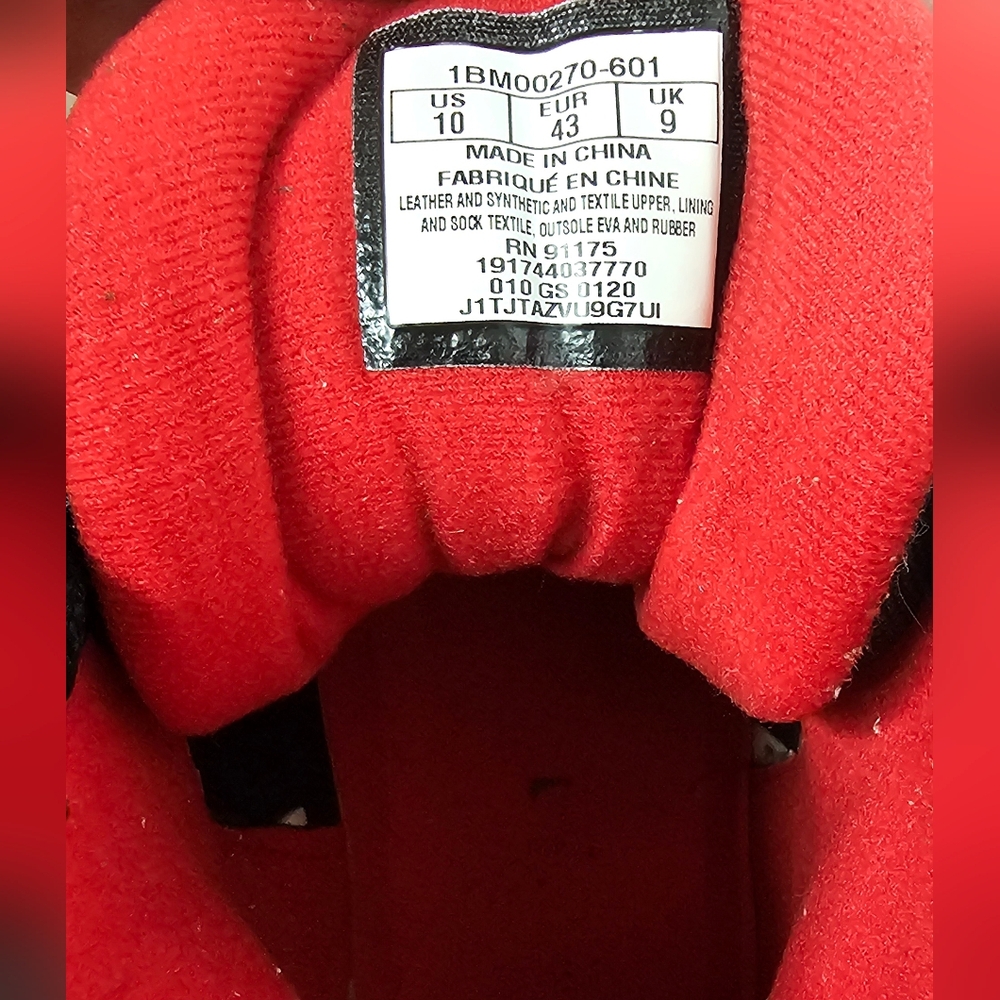 1BM00270-601
US EUR UK
10 43 9
MADE IN CHINA
FABRIQUÉ EN CHINE
LEATHER AND SYNTHETIC AND TEXTILE UPPER, LINING
AND SOCK TEXTILE, OUTSOLE EVA AND RUBBER
RN 91175
191744037770
010 GS 0120
J1TJTAZVU9G7UI